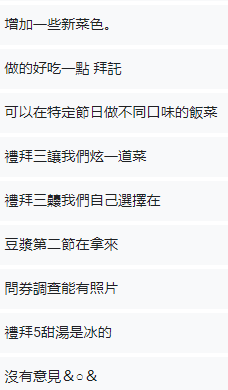 增加一些新菜色。
做的好吃一點 拜託
可以在特定節日做不同口味的飯菜
禮拜三讓我們炫一道菜
禮拜三讓我們自己選擇在
豆漿第二節在拿來
問券調查能有照片
禮拜5甜湯是冰的
沒有意見&○&